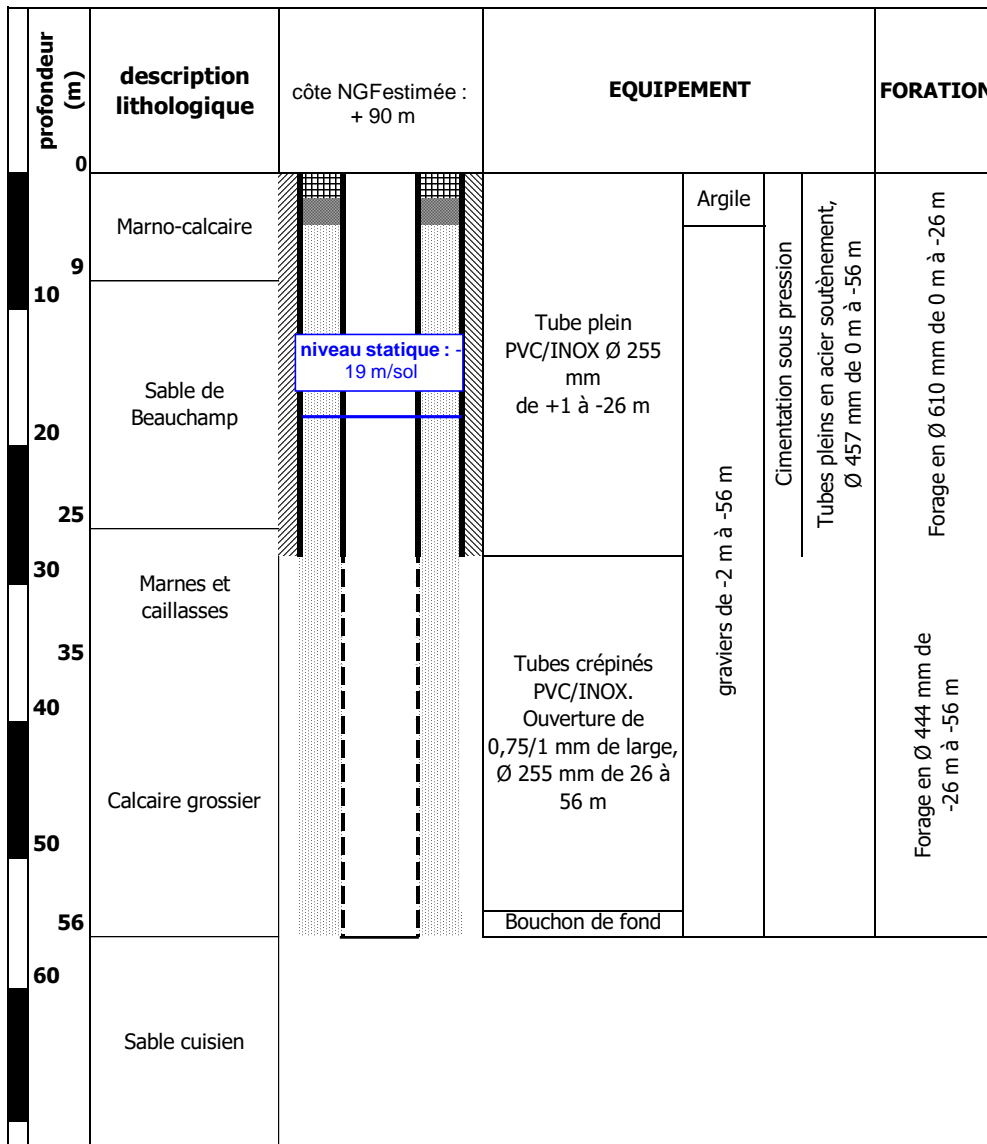 profondeur
(m)
description
lithologique
côte NGFestimée :
+ 90 m
EQUIPEMENT
FORATION
0
Marno-calcaire
9
10
Sable de
Beauchamp
20
25
Marnes et
caillasses
30
35
40
Calcaire grossier
50
56
60
Sable cuisien
niveau statique : -
19 m/sol
Tube plein
PVC/INOX Ø 255
mm
de +1 à -26 m
Tubes crépinés
PVC/INOX.
Ouverture de
0,75/1 mm de large,
Ø 255 mm de 26 à
56 m
Bouchon de fond
Argile
graviers de -2 m à -56 m
Cimentation sous pression
Tubes pleins en acier soutènement,
Ø 457 mm de 0 m à -56 m
Forage en Ø 610 mm de 0 m à -26 m
Forage en Ø 444 mm de
-26 m à -56 m